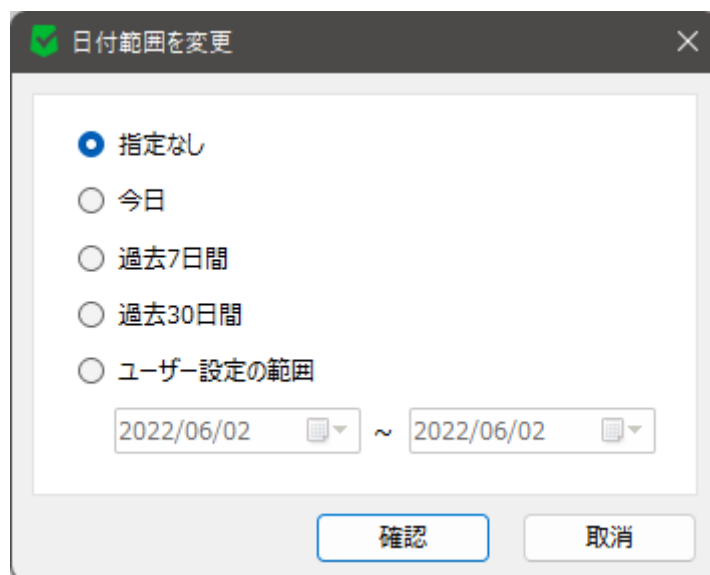 日付範囲を変更
指定なし
今日
過去7日間
過去30日間
ユーザー設定の範囲
2022/06/02 ~ 2022/06/02
確認 取消